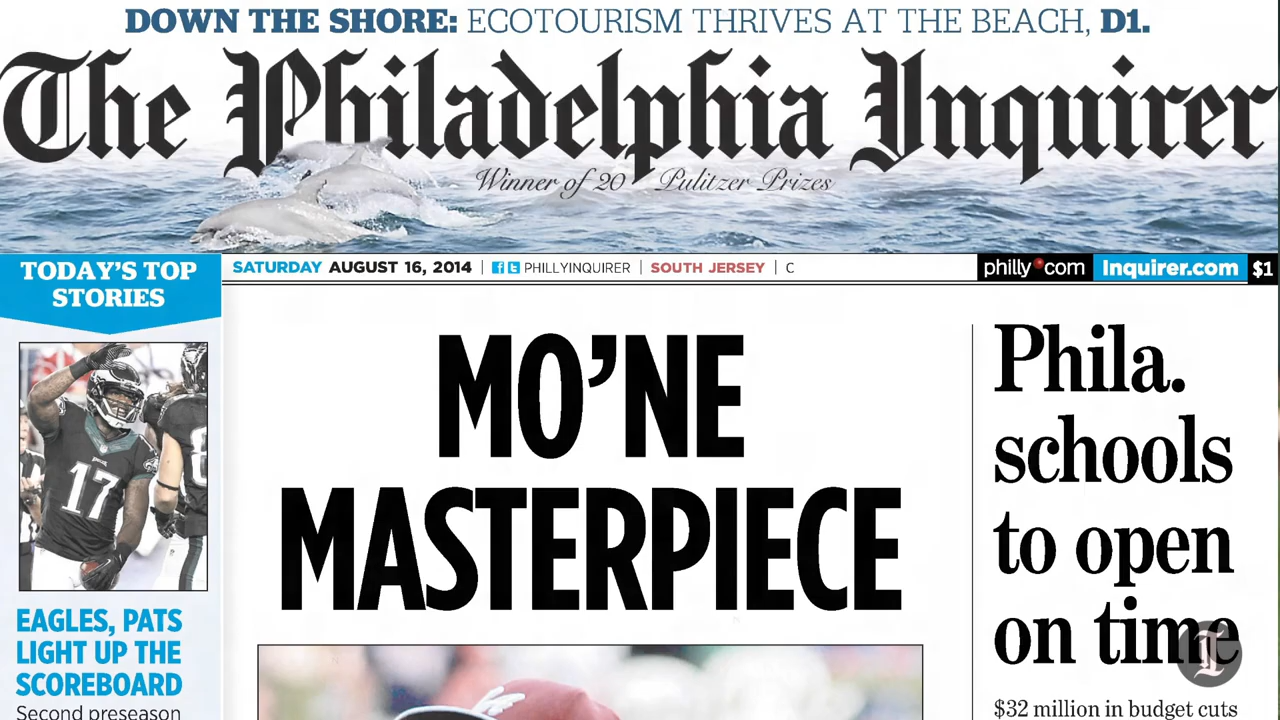 DOWN THE SHORE: ECOTOURISM THRIVES AT THE BEACH, D1.
The Philadelphia Inquirer
Winner of 20 Pulitzer Prizes
SATURDAY AUGUST 16, 2014 | PHILLYINQUIRER | SOUTH JERSEY | C
philly.com Inquirer.com $1
TODAY'S TOP
STORIES
17
8
EAGLES, PATS
LIGHT UP THE
SCOREBOARD
Second preseason
MO'NE
MASTERPIECE
Phila.
schools
to open
on time
$32 million in budget cuts